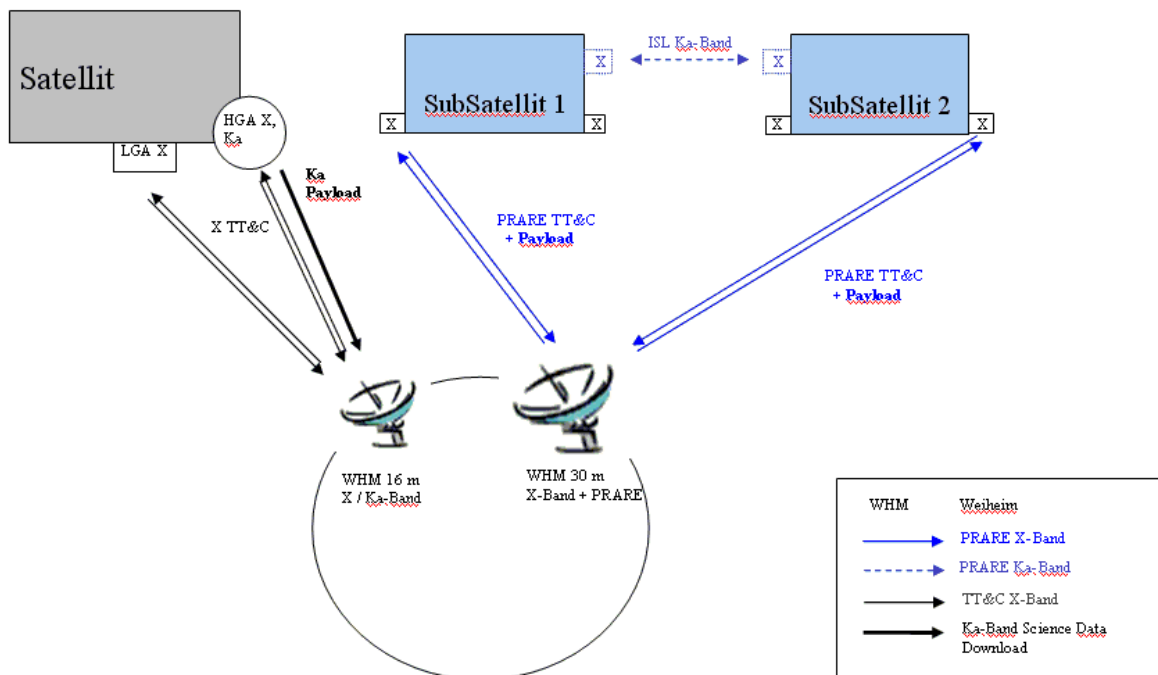 Satellit
HGA X,
Ka
LGA X
X TT&C
Ka
Payload
X
SubSatellit 1
X
X
ISL Ka-Band
X
SubSatellit 2
X
X
PRARE TT&C
+ Payload
PRARE TT&C
+ Payload
WHM 16 m
X / Ka-Band
WHM 30 m
X-Band + PRARE
WHM Weiheim
PRARE X-Band
PRARE Ka-Band
TT&C X-Band
Ka-Band Science Data
Download